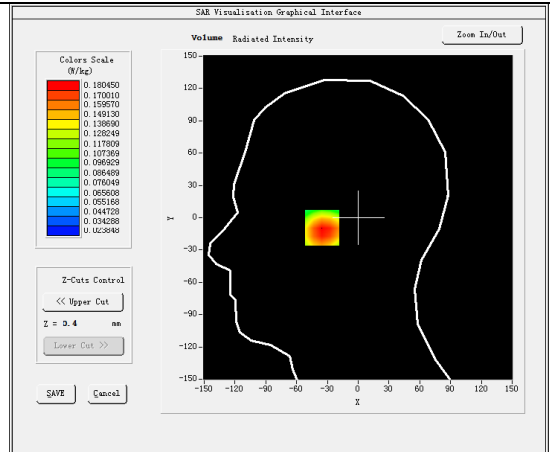 SAR Visualisation Graphical Interface
Volume Radiated Intensity
Zoom In/Out
Colors Scale
(W/kg)
0.180450
0.170010
0.159570
0.149130
0.138690
0.128249
0.117809
0.107369
0.096929
0.086489
0.076049
0.065608
0.055168
0.044728
0.034288
0.023848
Z-Cuts Control
<< Upper Cut
Z = 0.4 mm
Lower Cut >>
SAVE Cancel
150
120
90
60
30
0
-30
-60
-90
-120
-150
Y
-150 -120 -90 -60 -30 0 30 60 90 120 150
X